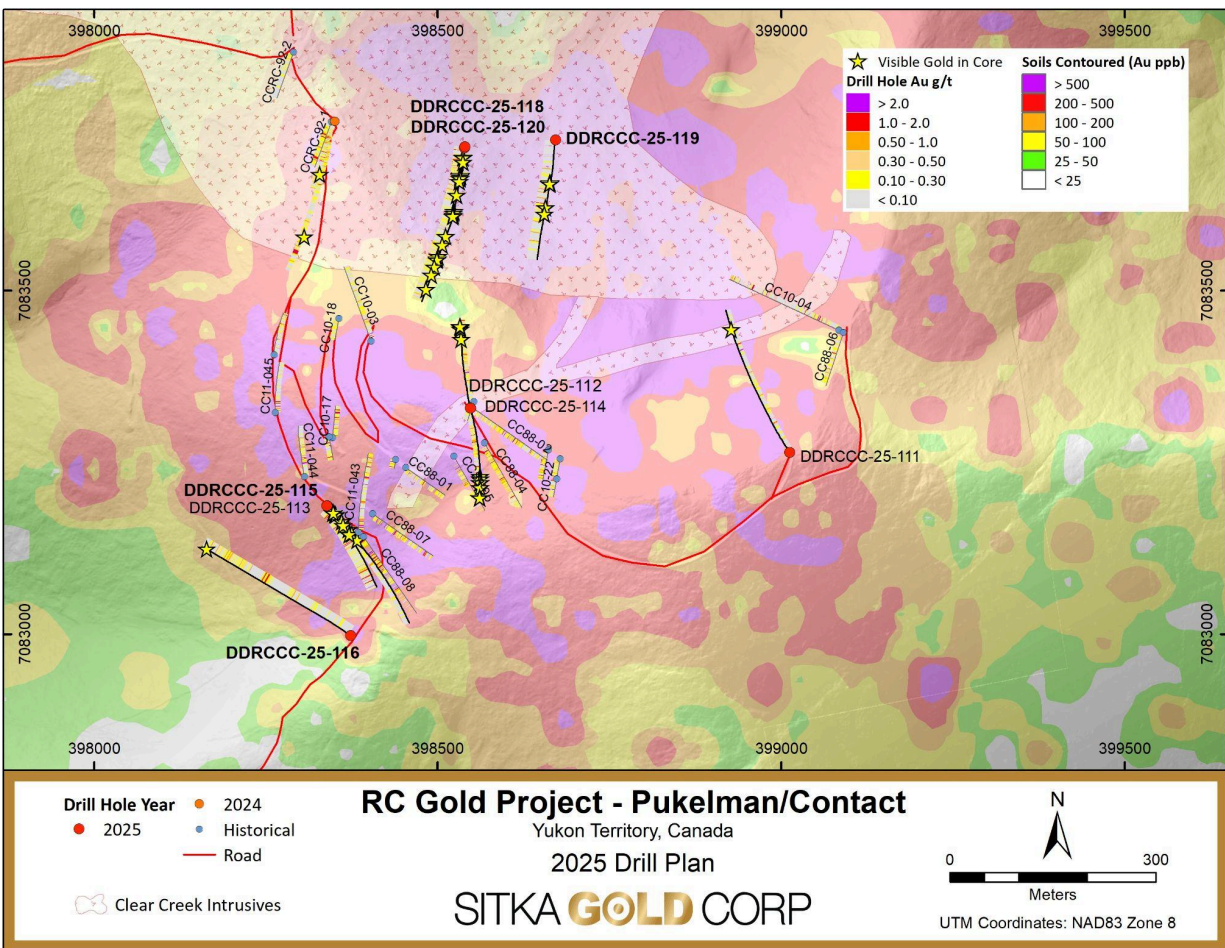 398000
398500
399000
399500
Visible Gold in Core
Drill Hole Au g/t
> 2.0
1.0 - 2.0
0.50 - 1.0
0.30 - 0.50
0.10 - 0.30
< 0.10
Soils Contoured (Au ppb)
> 500
200 - 500
100 - 200
50 - 100
25 - 50
< 25
CCRC-92-2
CCRC-92-1
DDRCCC-25-118
DDRCCC-25-120
DDRCCC-25-119
7083500
7083500
CC10-03
CC10-18
CC10-04
CC88-06
CC11-045
CC10-17
CC11-044
DDRCCC-25-112
DDRCCC-25-114
CC88-02
CC88-04
CC10-22
CC88-01
CC11-043
CC88-07
CC88-08
DDRCCC-25-111
DDRCCC-25-115
DDRCCC-25-113
DDRCCC-25-116
7083000
7083000
398000
398500
399000
399500
Drill Hole Year
2024
2025
Historical
Road
Clear Creek Intrusives
RC Gold Project - Pukelman/Contact
Yukon Territory, Canada
2025 Drill Plan
SITKA GOLD CORP
N
0 300
Meters
UTM Coordinates: NAD83 Zone 8